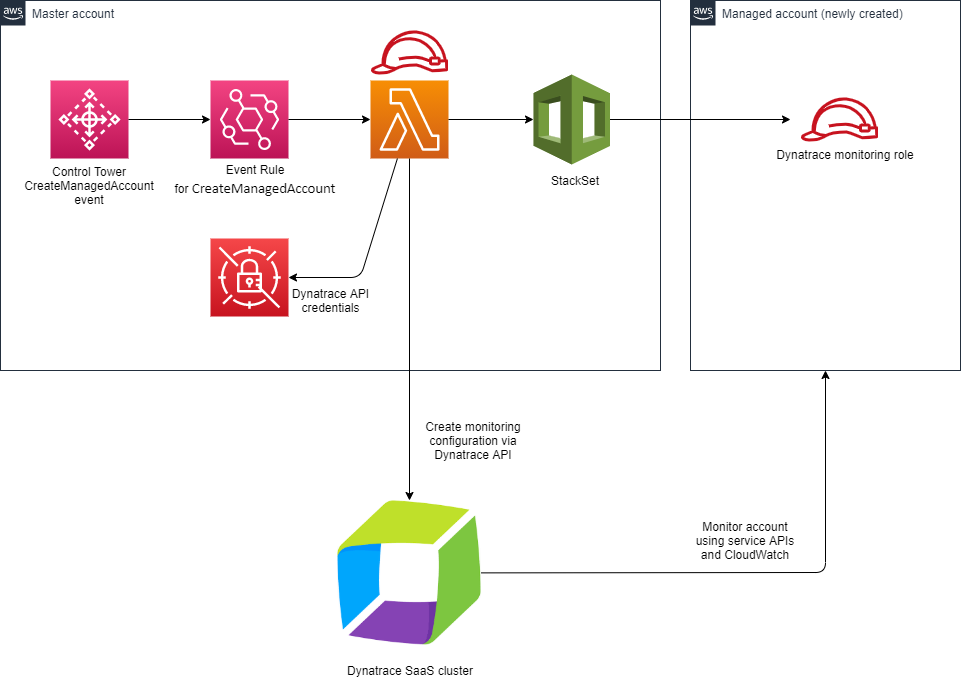 aws
Master account
aws
Managed account (newly created)
Control Tower
CreateManagedAccount
event
Event Rule
for CreateManagedAccount
StackSet
Dynatrace monitoring role
Dynatrace API
credentials
Create monitoring
configuration via
Dynatrace API
Monitor account
using service APIs
and CloudWatch
Dynatrace SaaS cluster